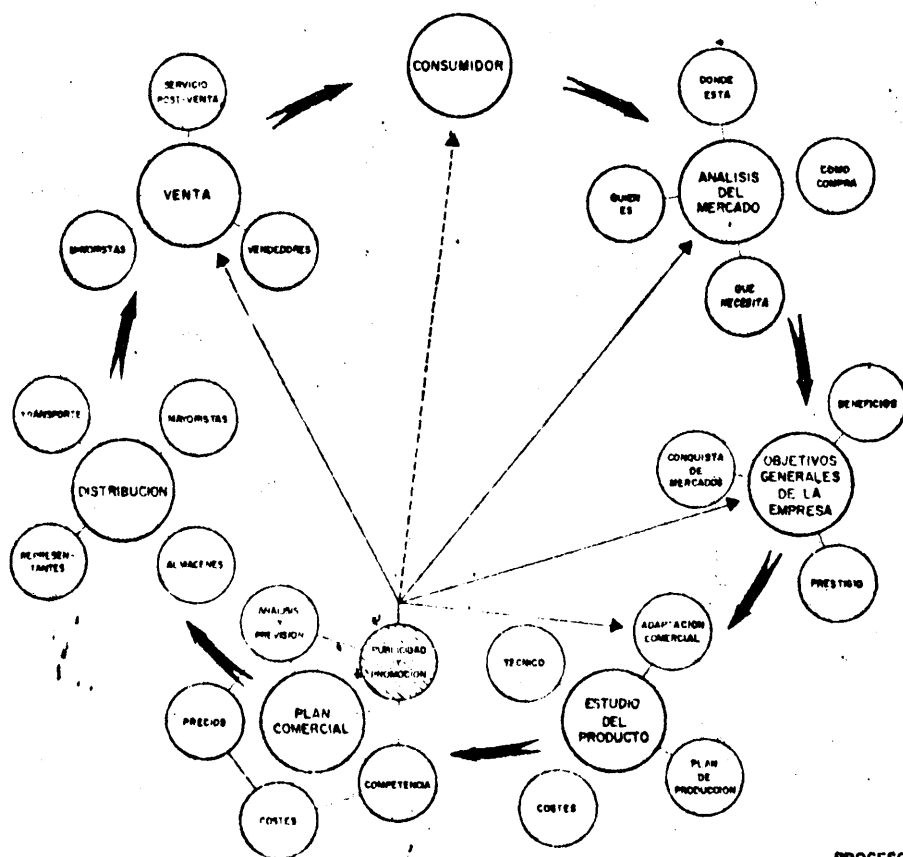 CONSUMIDOR
SERVICIO
POST-VENTA
VENTA
MINORISTAS
VENDEDORES
DONDE
ESTA
ANALISIS
DEL
MERCADO
COMO
COMPRA
QUIEN
ES
QUE
NECESITA
BENEFICIOS
CONQUISTA
DE
MERCADOS
OBJETIVOS
GENERALES
DE LA
EMPRESA
PRESTIGIO
TRANSPORTE
MAYORISTAS
DISTRIBUCION
REPRESEN-
TANTES
ALMACENES
ANALISIS
Y
PREVISION
PUBLICIDAD
Y
PROMOCION
PRECIOS
PLAN
COMERCIAL
COSTES
COMPETENCIA
ADAPTACION
COMERCIAL
TECNICO
ESTUDIO
DEL
PRODUCTO
PLAN
DE
PRODUCCION
COSTES
PROCESO